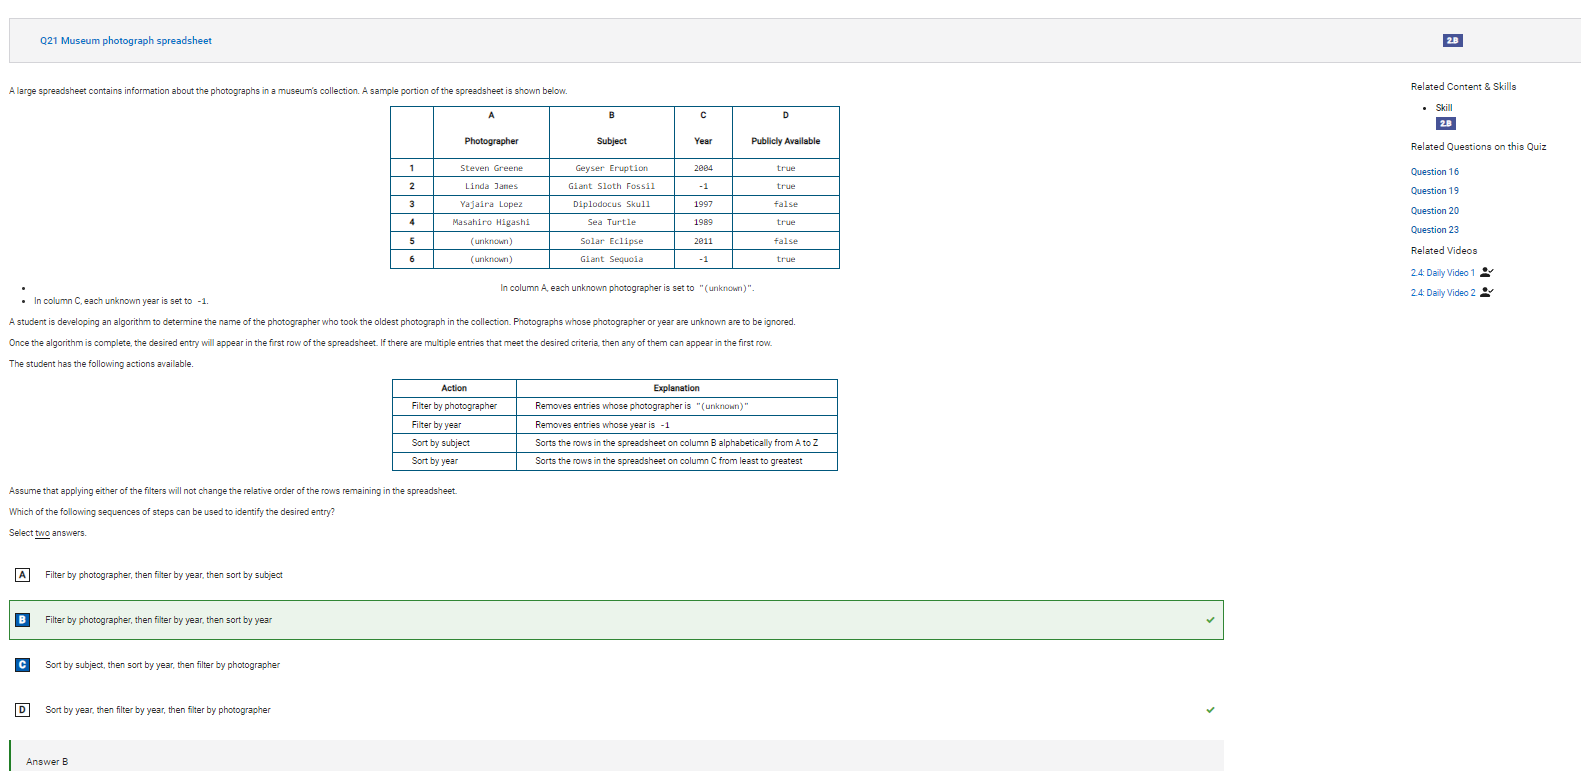 Q21 Museum photograph spreadsheet
2.B
A large spreadsheet contains information about the photographs in a museum's collection. A sample portion of the spreadsheet is shown below.
A B C D
Photographer Subject Year Publicly Available
1 Steven Greene Geyser Eruption 2004 true
2 Linda James Giant Sloth Fossil -1 true
3 Yajaira Lopez Diplodocus Skull 1997 false
4 Masahiro Higashi Sea Turtle 1989 true
5 (unknown) Solar Eclipse 2011 false
6 (unknown) Giant Sequoia -1 true
• In column A, each unknown photographer is set to "(unknown)".
• In column C, each unknown year is set to -1.
A student is developing an algorithm to determine the name of the photographer who took the oldest photograph in the collection. Photographs whose photographer or year are unknown are to be ignored.
Once the algorithm is complete, the desired entry will appear in the first row of the spreadsheet. If there are multiple entries that meet the desired criteria, then any of them can appear in the first row.
The student has the following actions available.
Action Explanation
Filter by photographer Removes entries whose photographer is "(unknown)"
Filter by year Removes entries whose year is -1
Sort by subject Sorts the rows in the spreadsheet on column B alphabetically from A to Z
Sort by year Sorts the rows in the spreadsheet on column C from least to greatest
Assume that applying either of the filters will not change the relative order of the rows remaining in the spreadsheet.
Which of the following sequences of steps can be used to identify the desired entry?
Select two answers.
A Filter by photographer, then filter by year, then sort by subject
B Filter by photographer, then filter by year, then sort by year
C Sort by subject, then sort by year, then filter by photographer
D Sort by year, then filter by year, then filter by photographer
Answer B
Related Content & Skills
• Skill
2.B
Related Questions on this Quiz
Question 16
Question 19
Question 20
Question 23
Related Videos
2.4: Daily Video 1
2.4: Daily Video 2